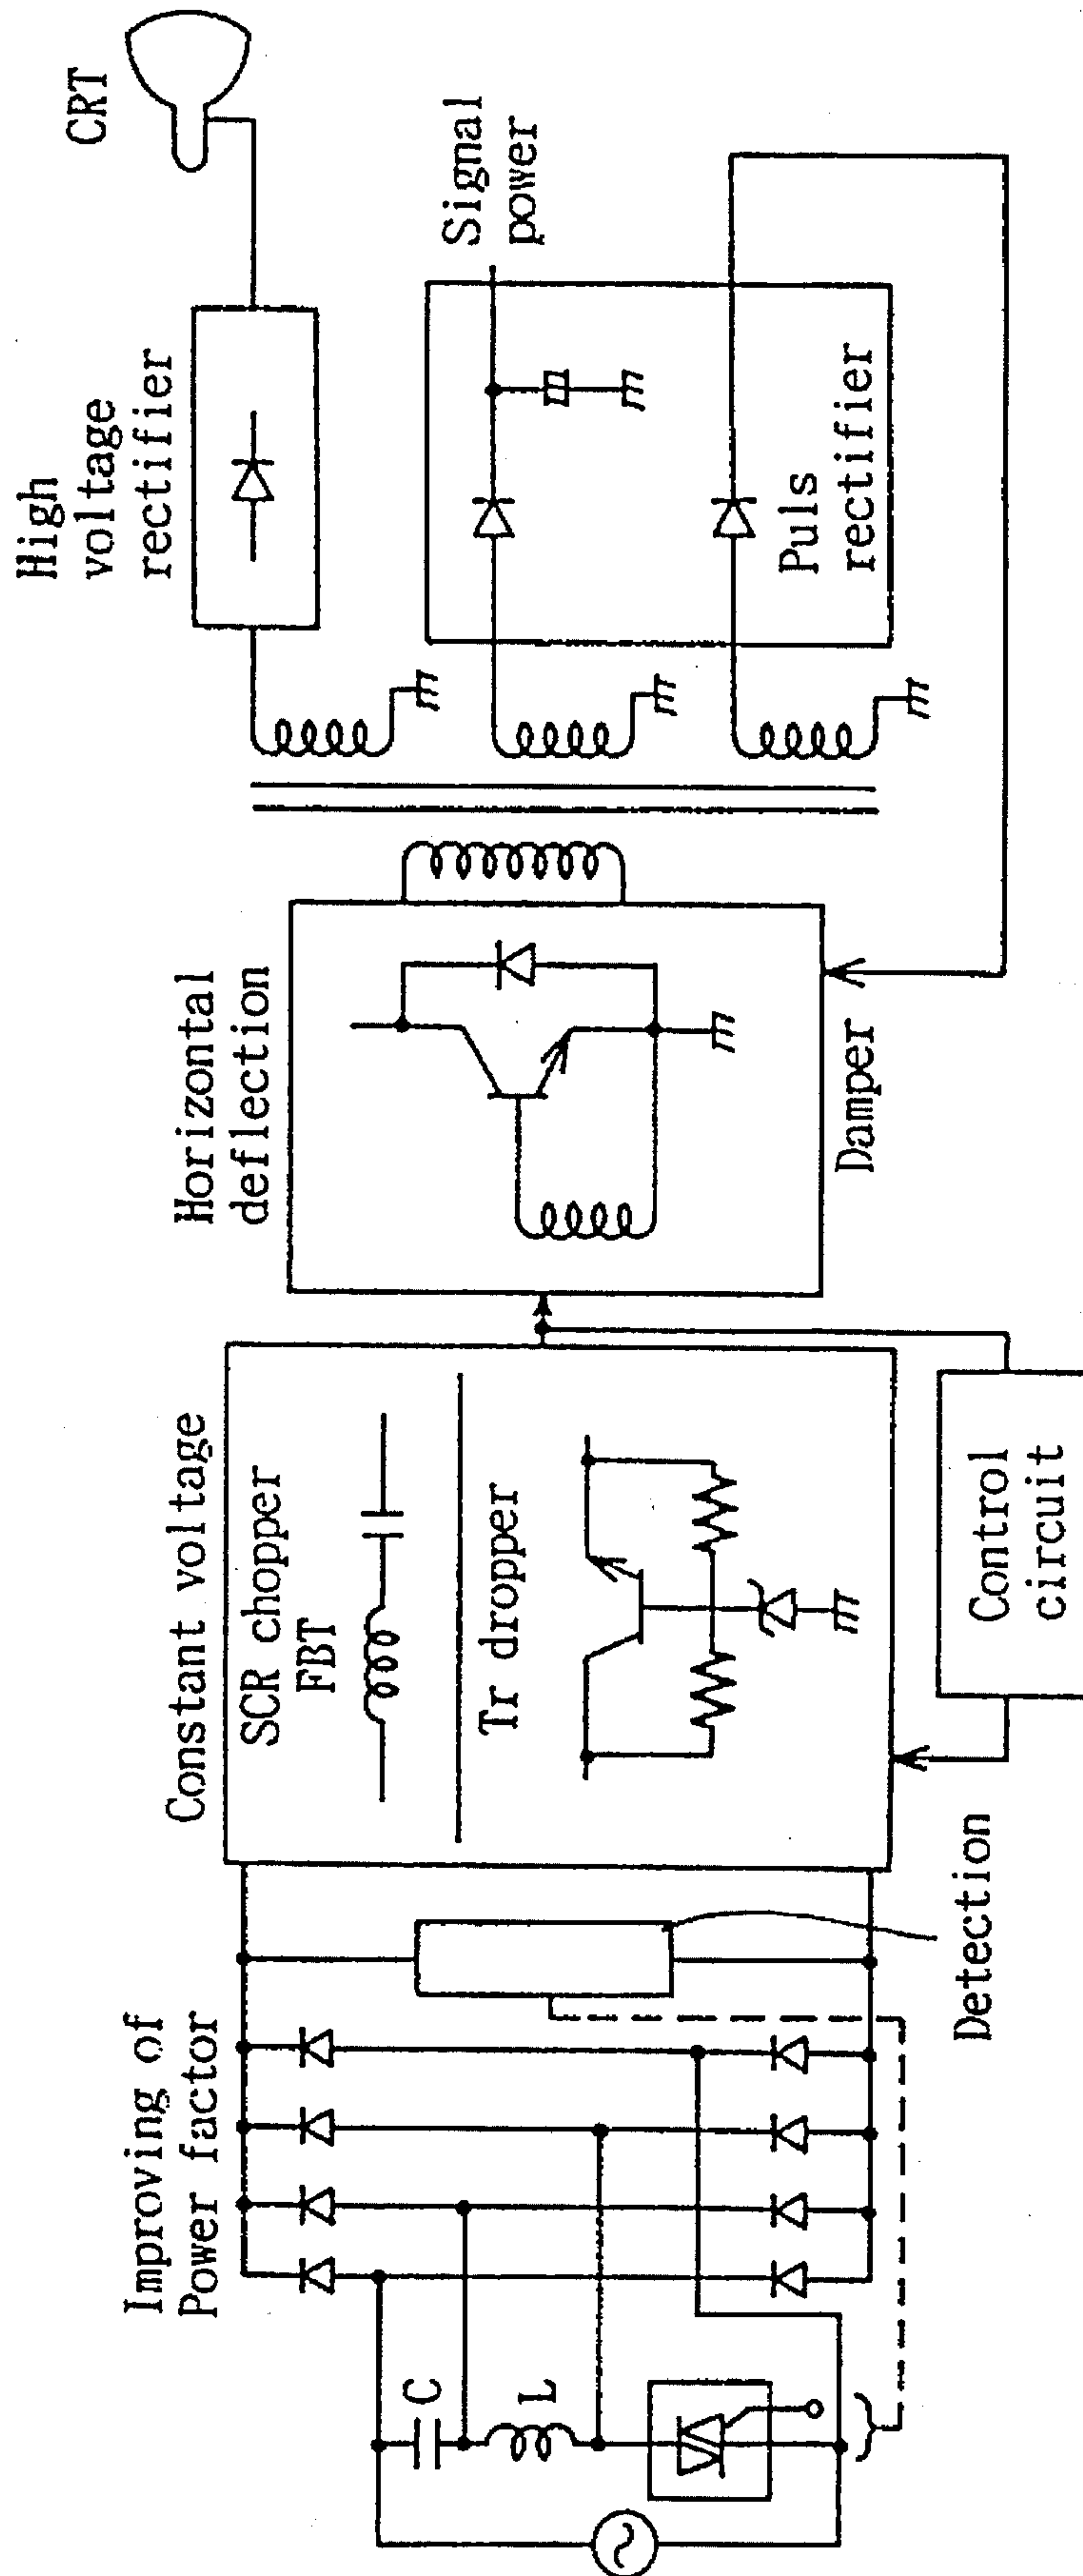 Improving of
Power factor
C
L
Detection
Constant voltage
SCR chopper
FBT
Tr dropper
Control
circuit
Horizontal
deflection
Damper
High
voltage
rectifier
Puls
rectifier
Signal
power
CRT